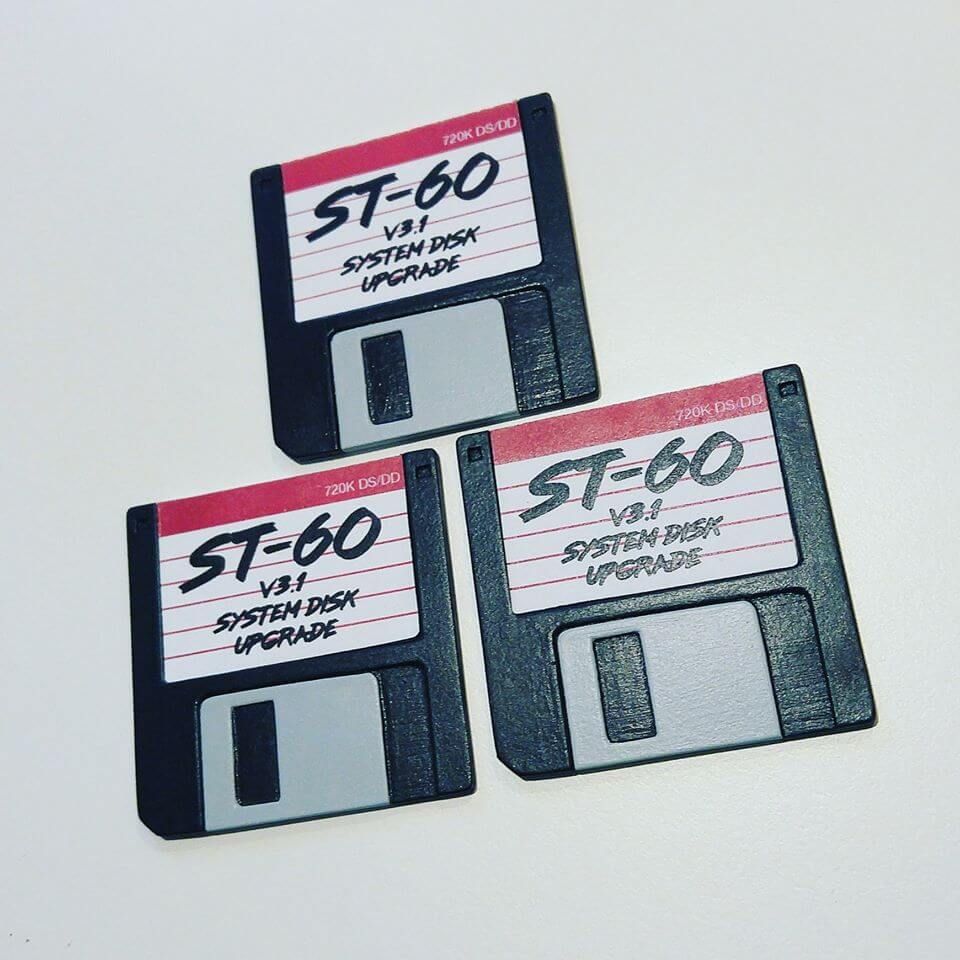 720K DS/DD
ST-60
V3.1
SYSTEM DISK
UPGRADE
720K DS/DD
ST-60
V3.1
SYSTEM DISK
UPGRADE
720K DS/DD
ST-60
V3.1
SYSTEM DISK
UPGRADE